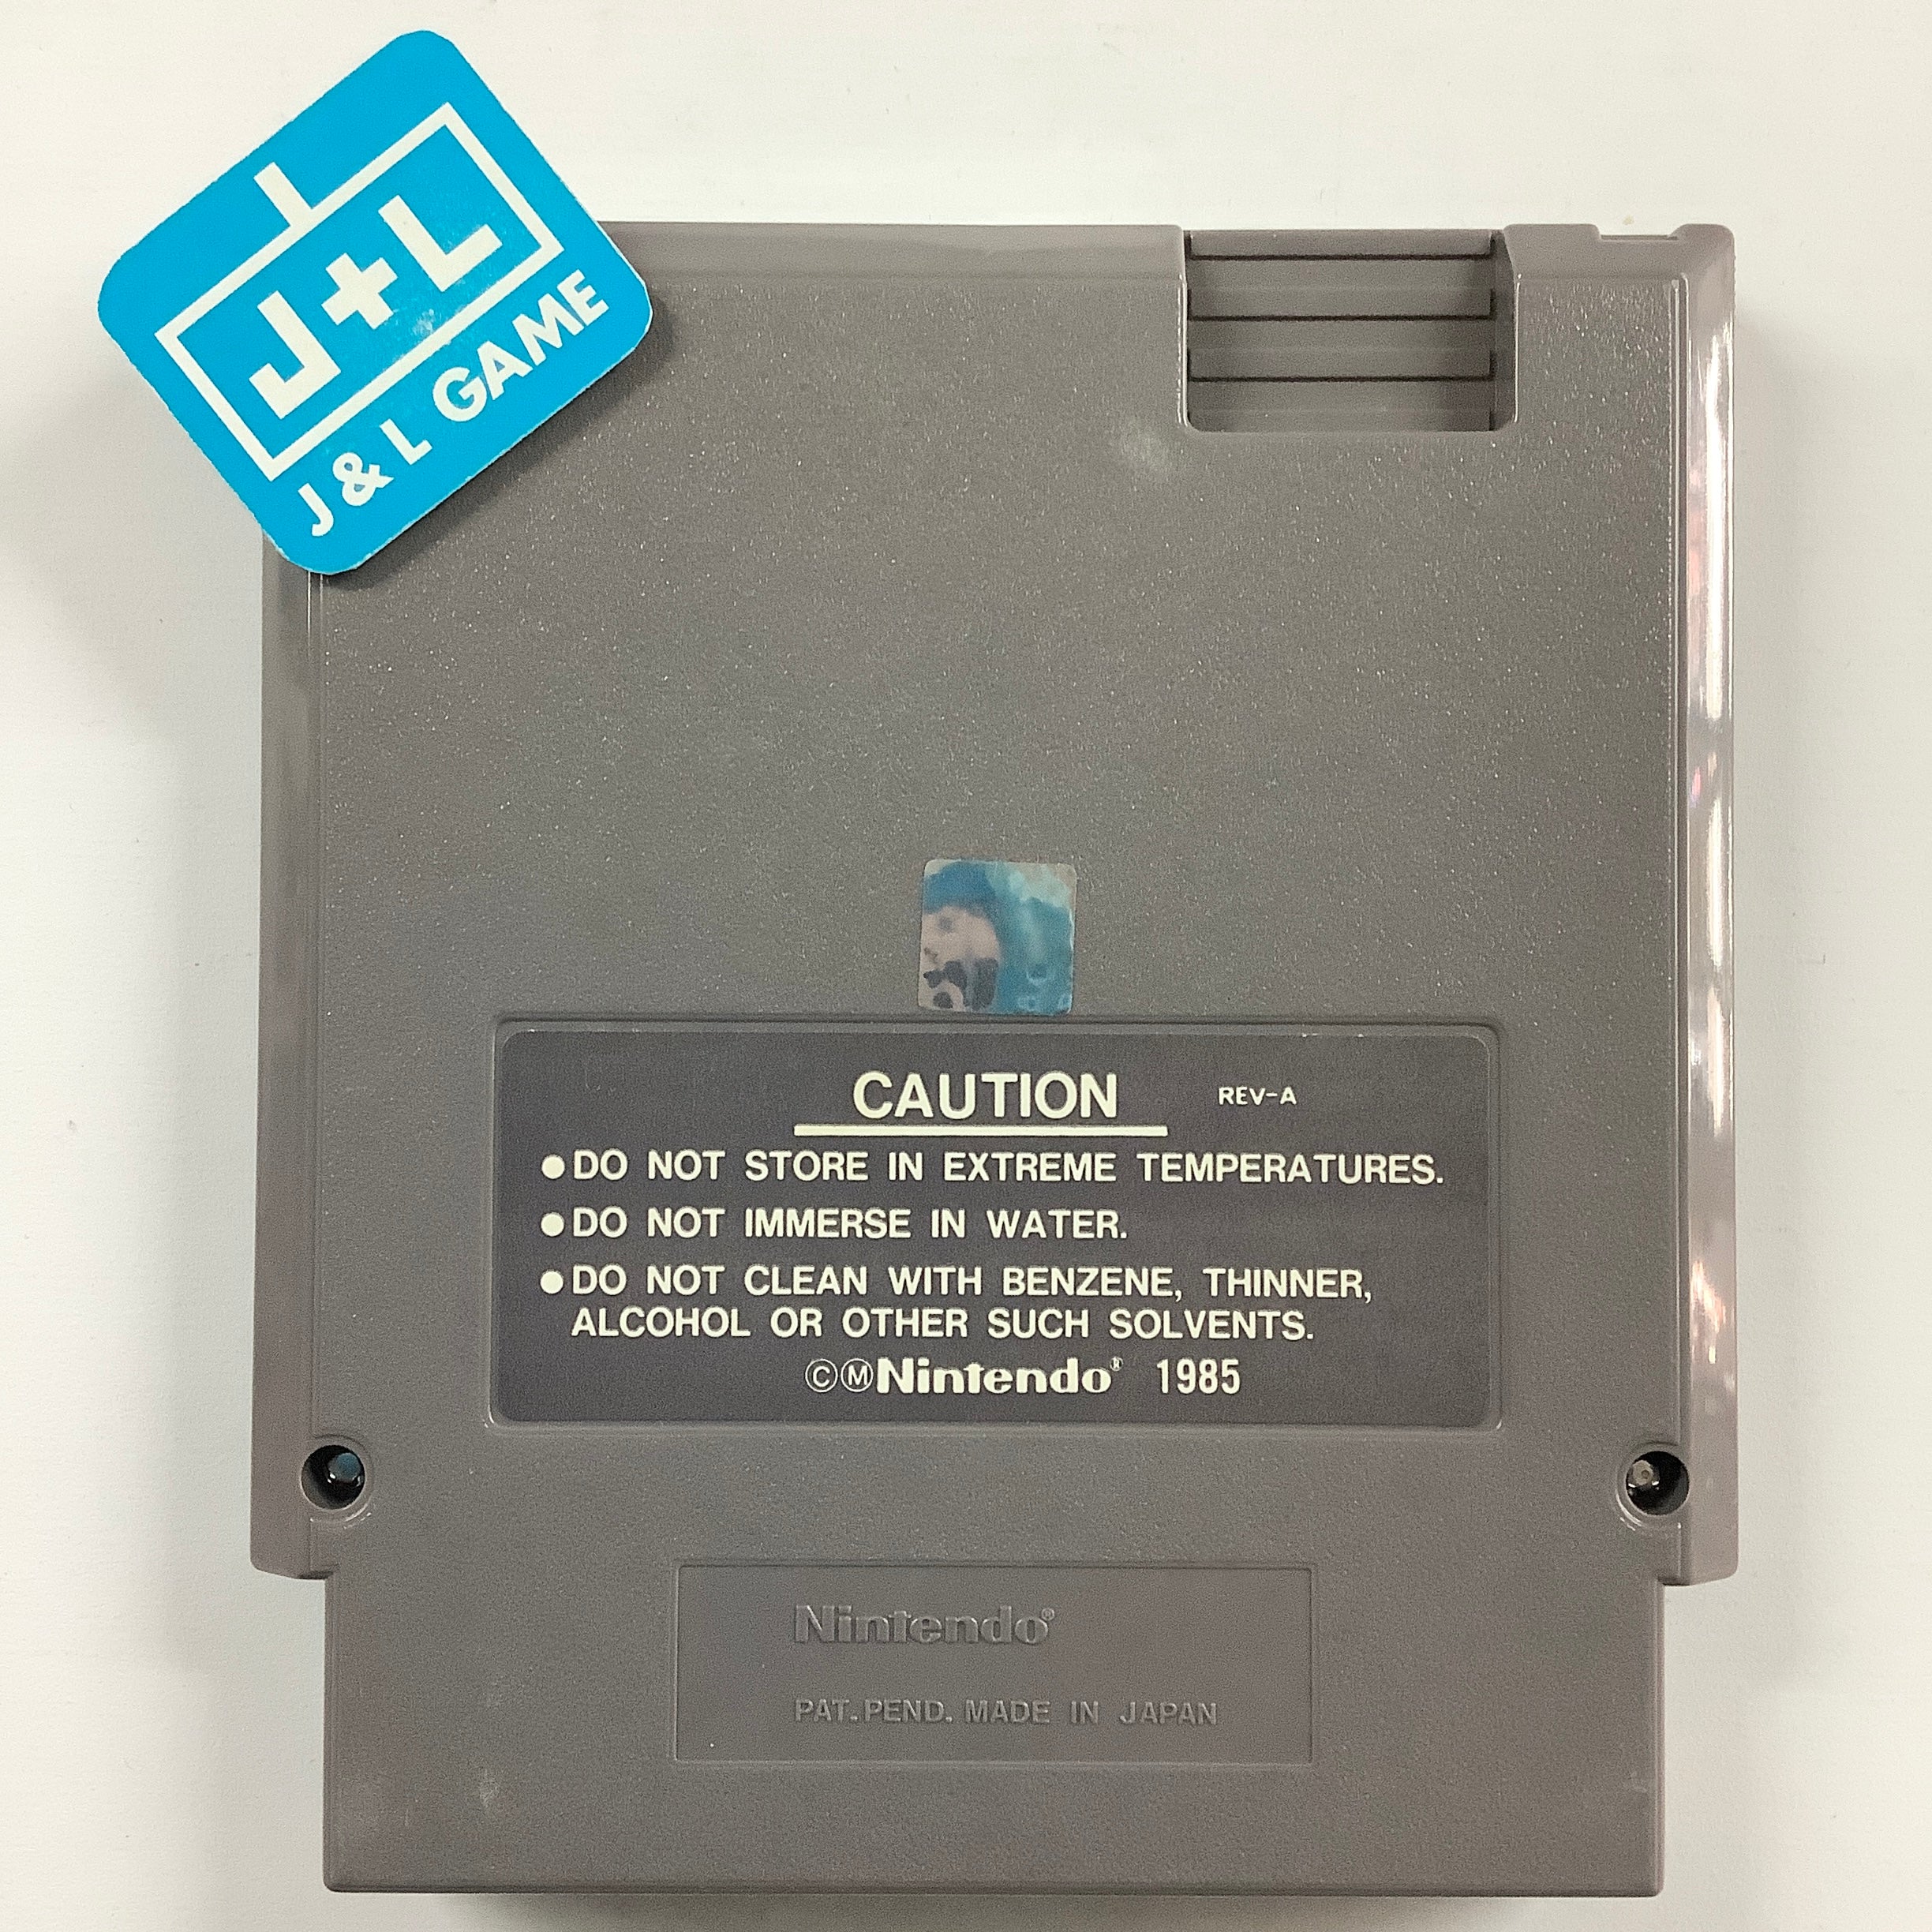 J+L
J & L GAME
CAUTION REV-A
●DO NOT STORE IN EXTREME TEMPERATURES.
●DO NOT IMMERSE IN WATER.
●DO NOT CLEAN WITH BENZENE, THINNER,
ALCOHOL OR OTHER SUCH SOLVENTS.
©ⓂNintendo® 1985
Nintendo®
PAT. PEND. MADE IN JAPAN